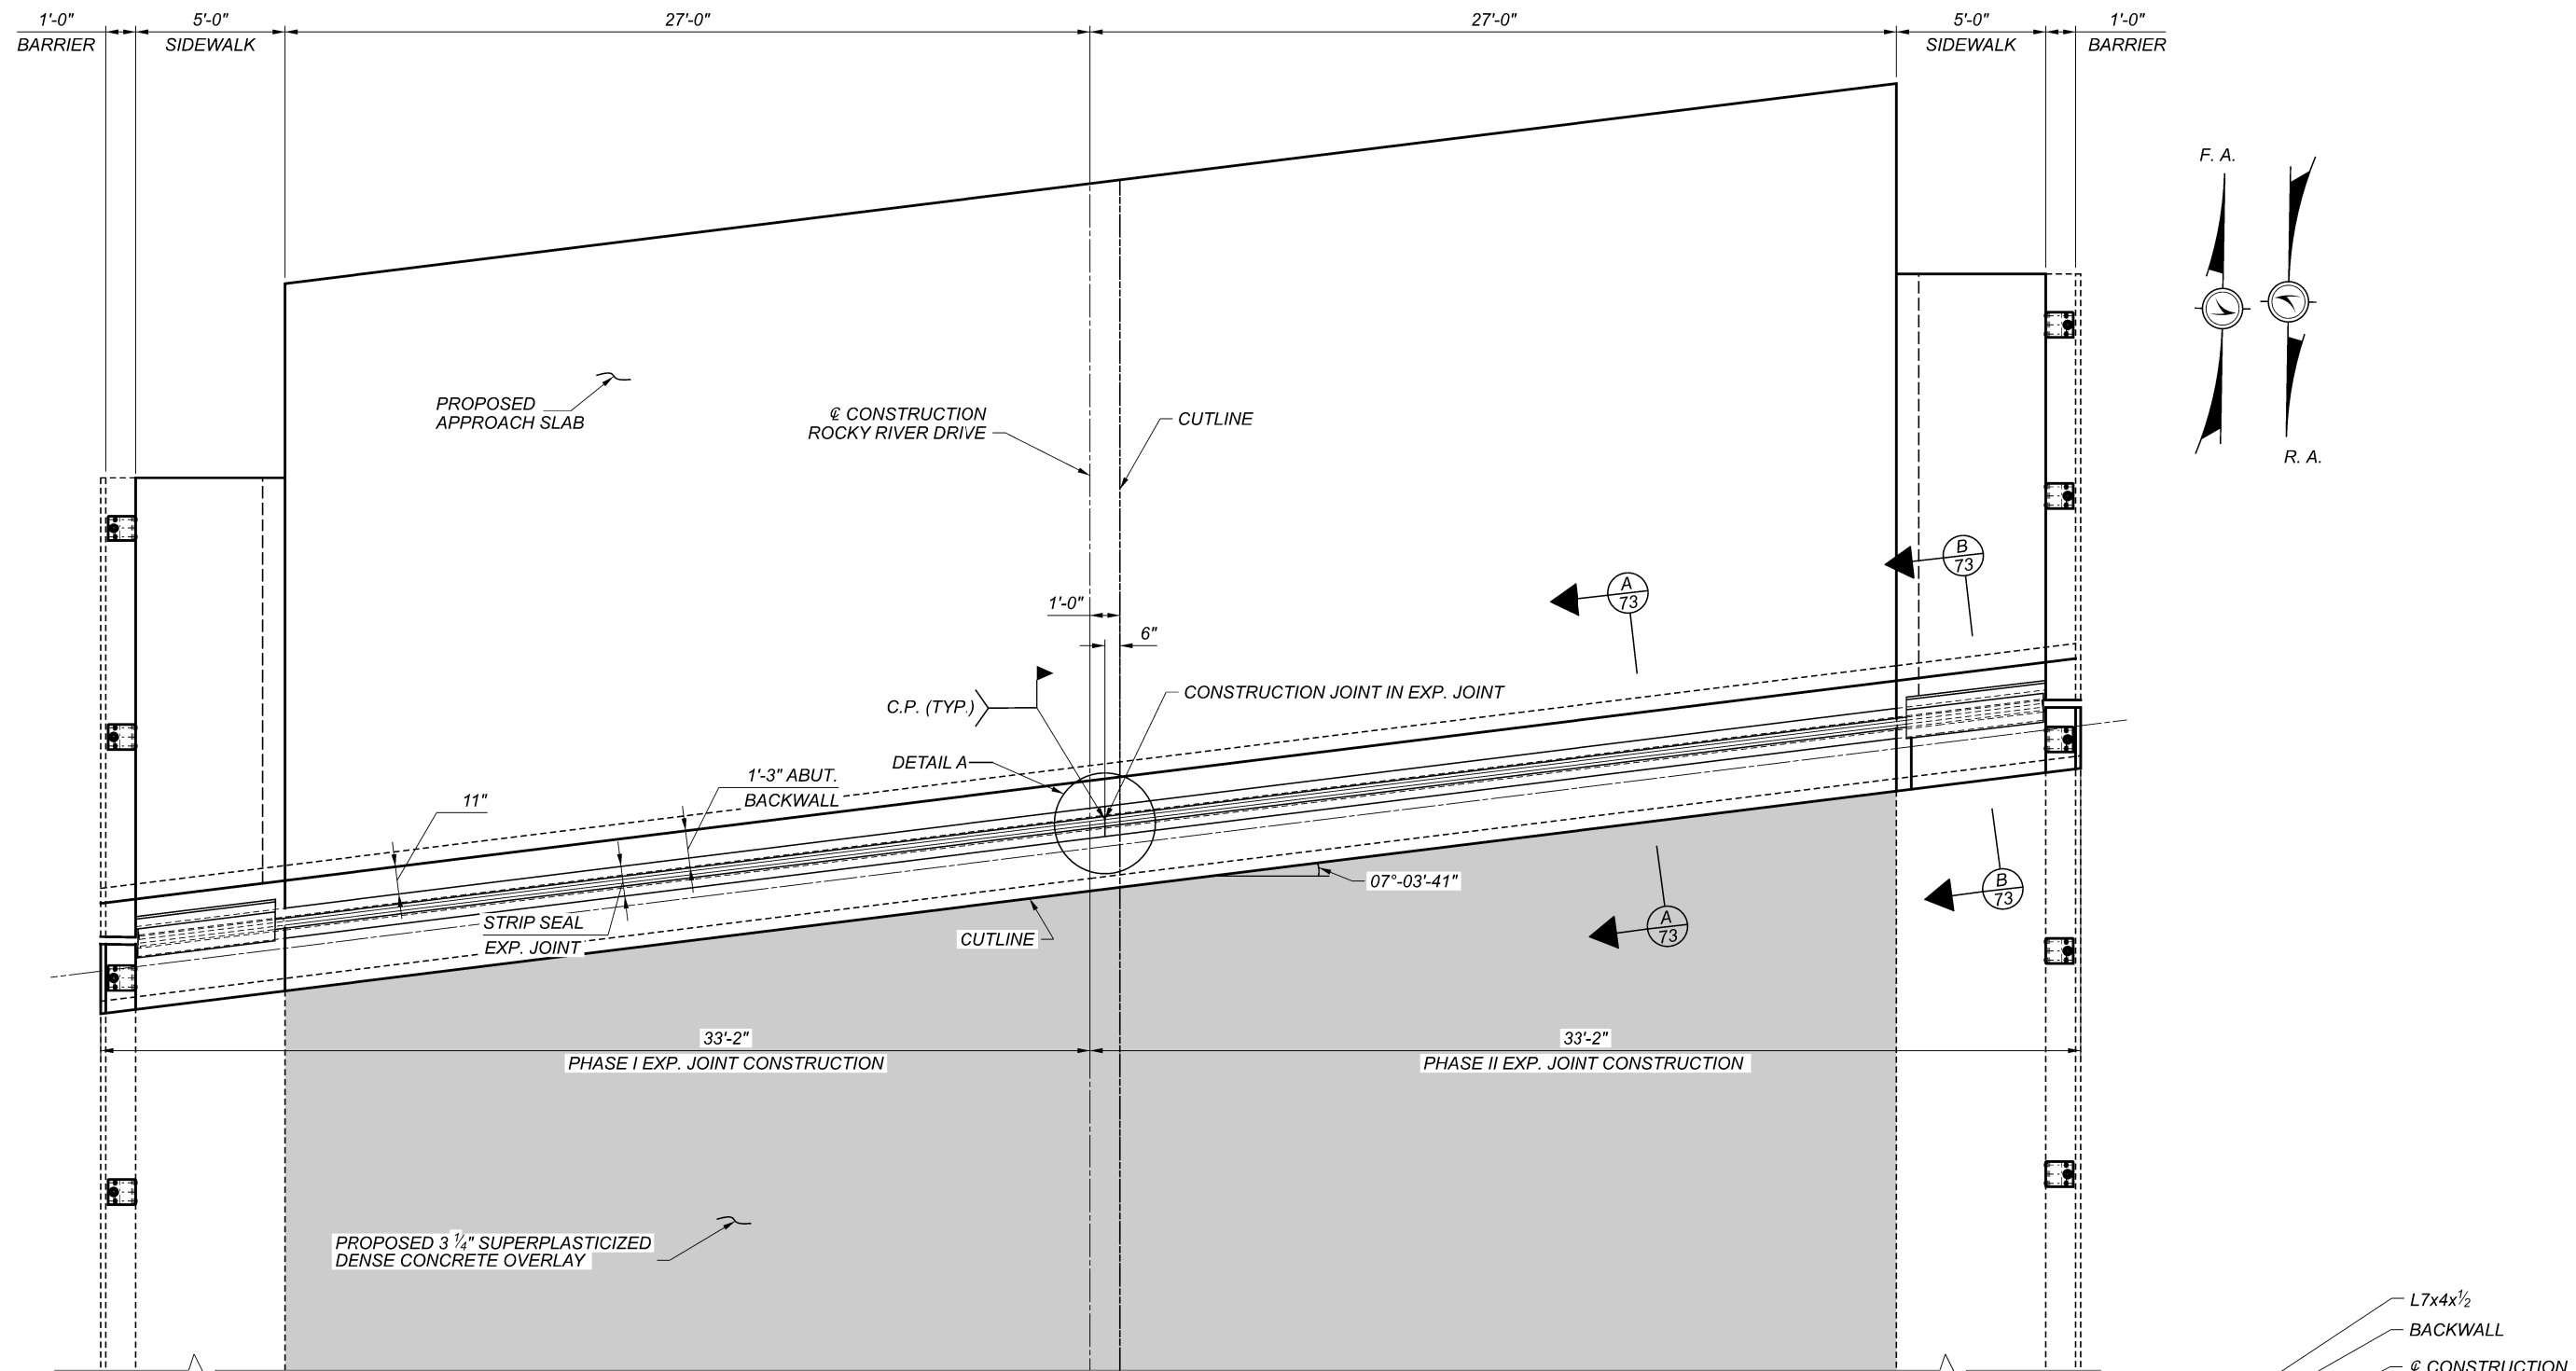 1'-0"
5'-0"
27'-0"
27'-0"
5'-0"
1'-0"
BARRIER
SIDEWALK
SIDEWALK
BARRIER
F. A.
R. A.
PROPOSED
APPROACH SLAB
℄ CONSTRUCTION
ROCKY RIVER DRIVE
CUTLINE
B
73
A
73
1'-0"
6"
C.P. (TYP.)
CONSTRUCTION JOINT IN EXP. JOINT
DETAIL A
1'-3" ABUT.
BACKWALL
11"
07°-03'-41"
B
73
A
73
STRIP SEAL
EXP. JOINT
CUTLINE
33'-2"
PHASE I EXP. JOINT CONSTRUCTION
33'-2"
PHASE II EXP. JOINT CONSTRUCTION
PROPOSED 3 1/4" SUPERPLASTICIZED
DENSE CONCRETE OVERLAY
L7x4x1/2
BACKWALL
℄ CONSTRUCTION